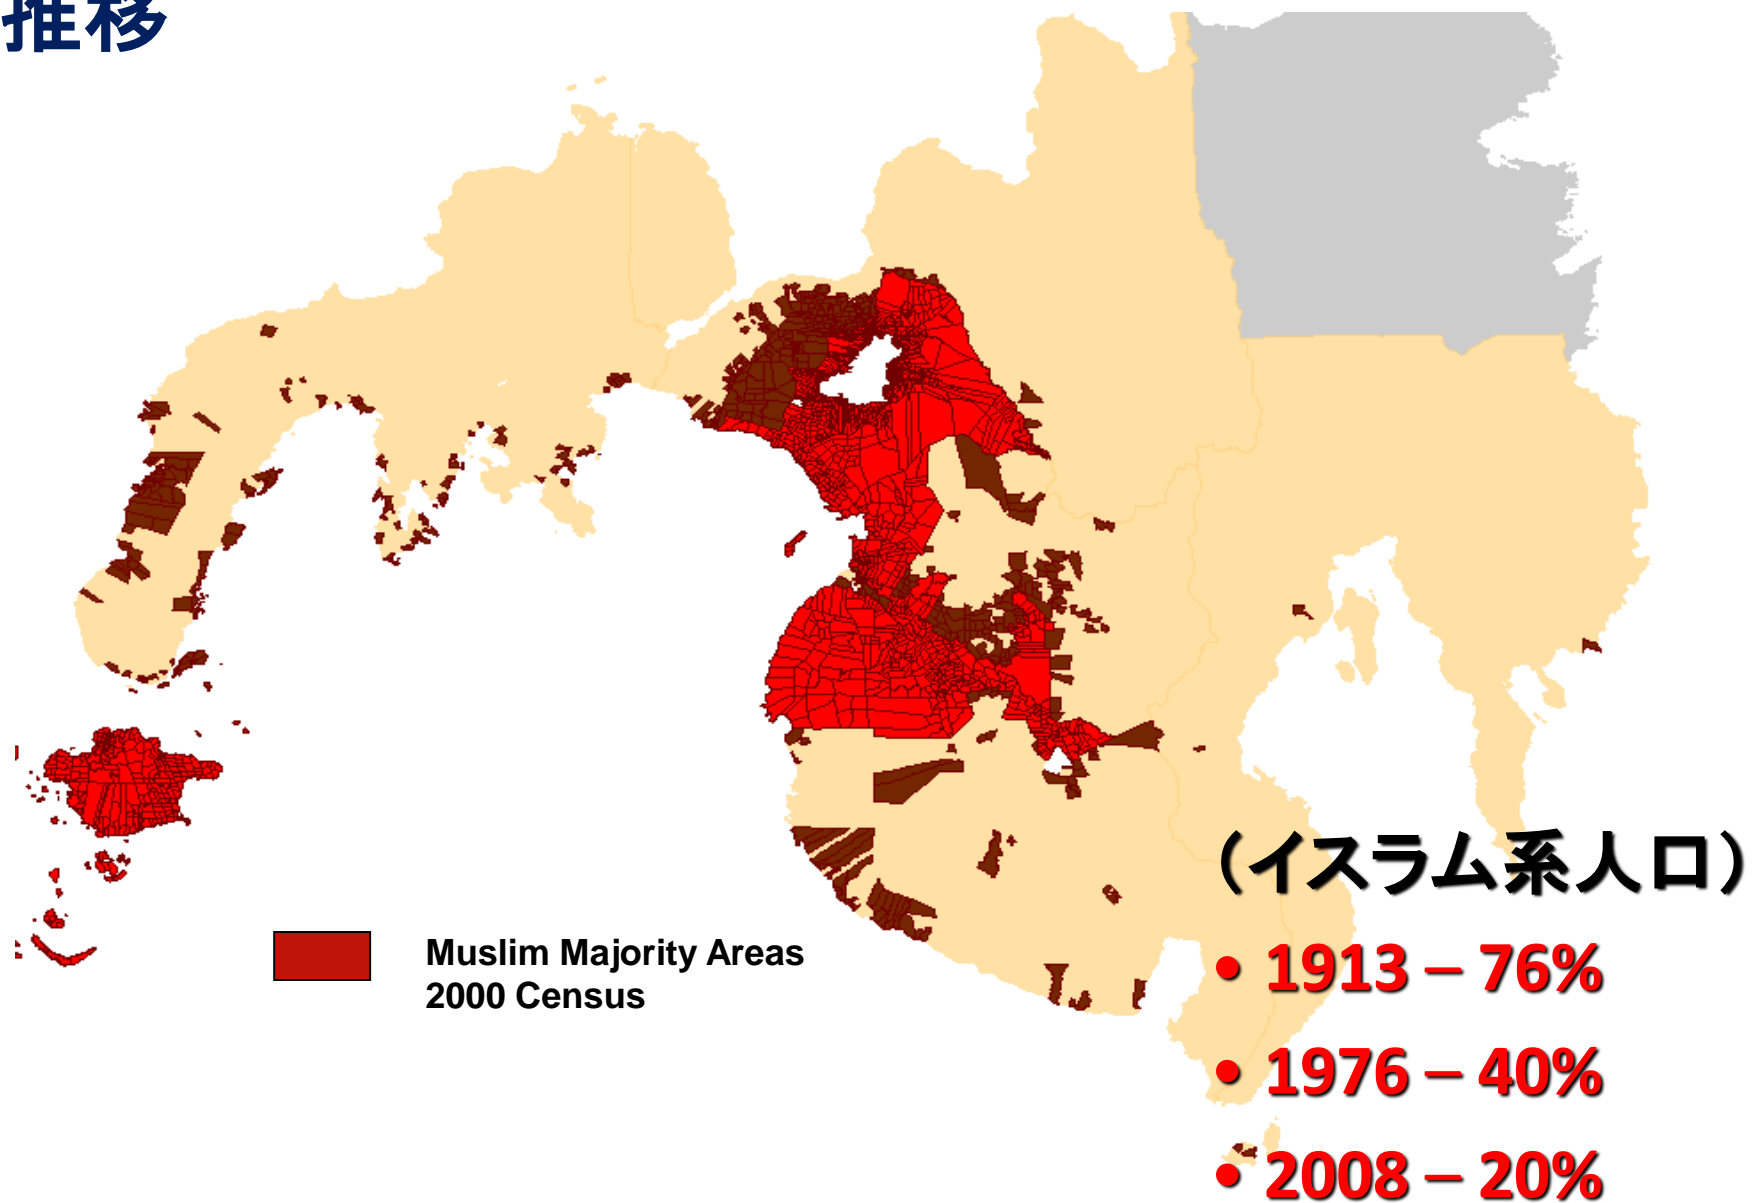 推移
Muslim Majority Areas
2000 Census
（イスラム系人口）
• 1913 – 76%
• 1976 – 40%
• 2008 – 20%